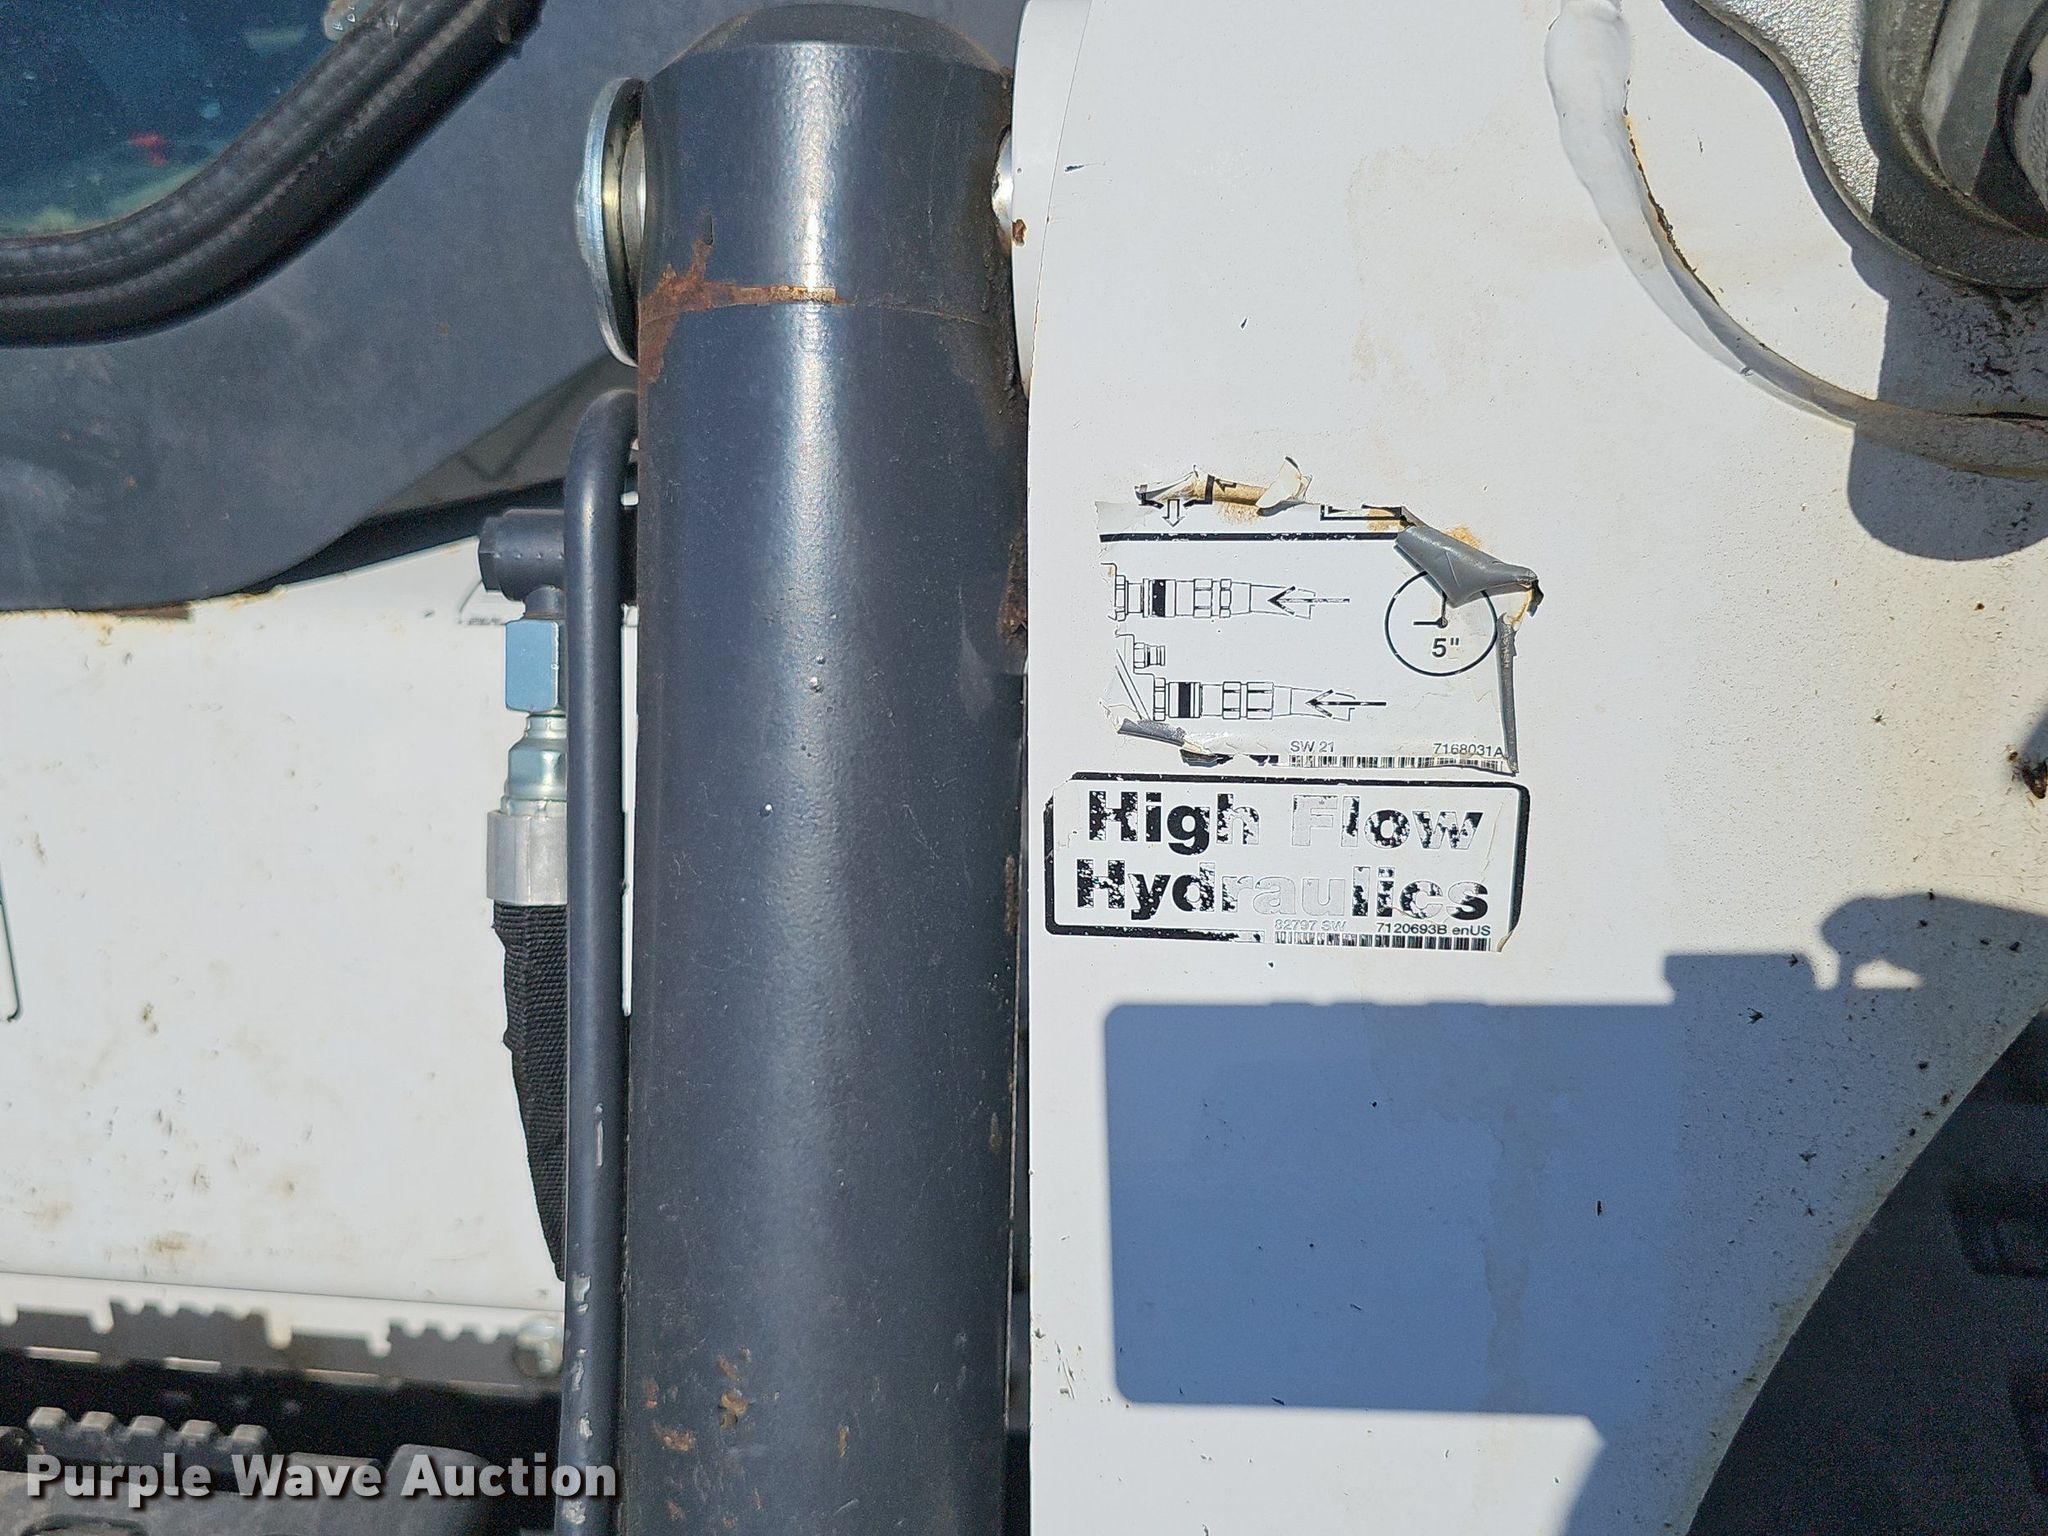 5"
SW 21
7168031A
High Flow
Hydraulics
82797 SW 7120693B enUS
Purple Wave Auction